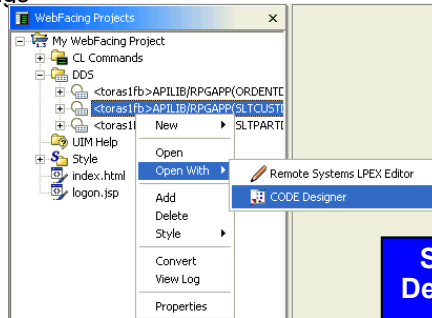 WebFacing Projects
My WebFacing Project
CL Commands
DDS
<toras1fb>APILIB/RPGAPP(ORDENTD
<toras1fb>APILIB/RPGAPP(SLTCUSTD
<toras1 SLTPARTD
UIM Help
Style
index.html
logon.jsp
New
Open
Open With
Remote Systems LPEX Editor
CODE Designer
Add
Delete
Style
Convert
View Log
Properties
S
De